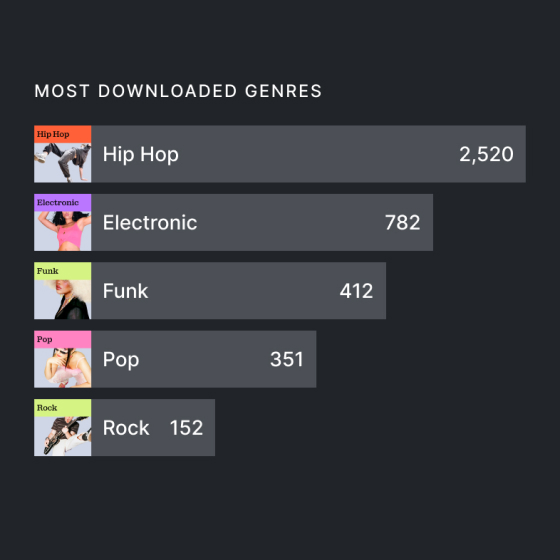 MOST DOWNLOADED GENRES
Hip Hop
Hip Hop 2,520
Electronic
Electronic 782
Funk
Funk 412
Pop
Pop 351
Rock
Rock 152